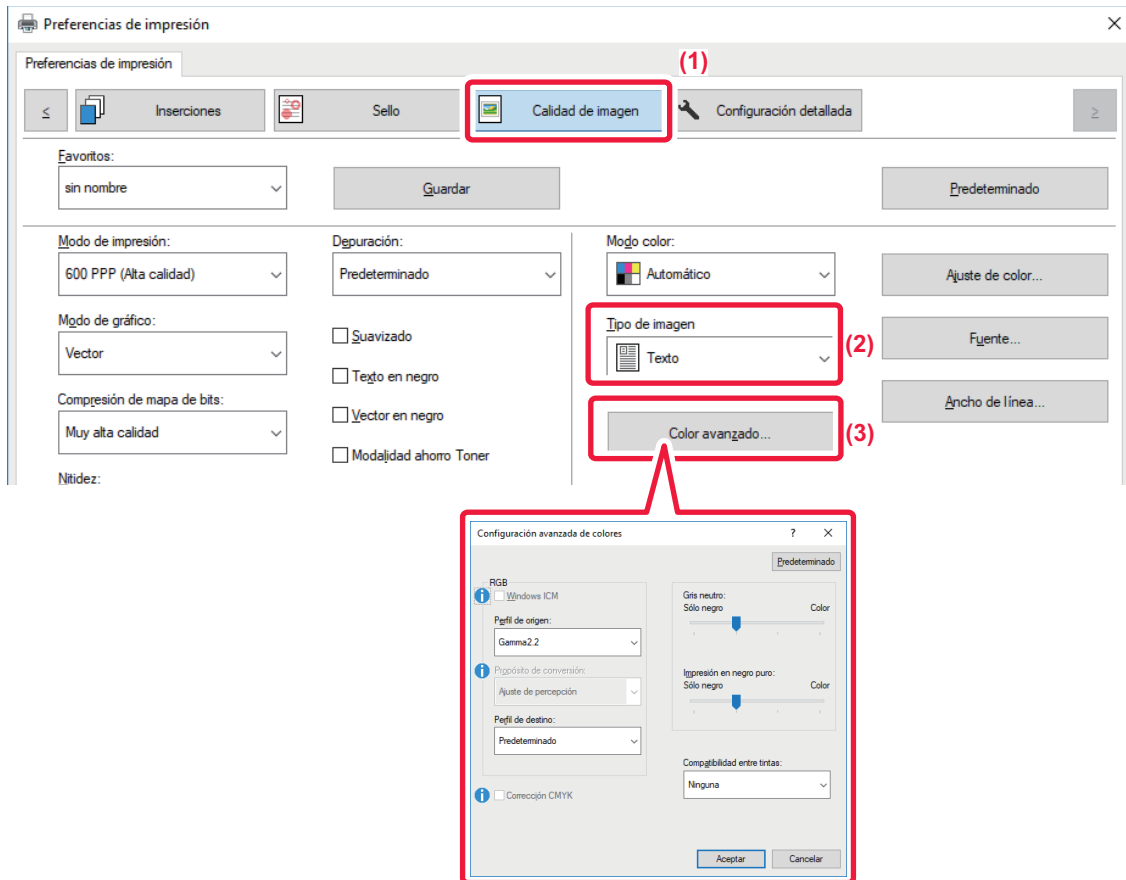 Preferencias de impresión
Preferencias de impresión
(1)
<
Inserciones
Sello
Calidad de imagen
Configuración detallada
>
Favoritos:
sin nombre
Guardar
Predeterminado
Modo de impresión:
600 PPP (Alta calidad)
Depuración:
Predeterminado
Modo color:
Automático
Ajuste de color...
Modo de gráfico:
Vector
Suavizado
Texto en negro
Tipo de imagen
Texto
(2)
Fuente...
Compresión de mapa de bits:
Muy alta calidad
Vector en negro
Modalidad ahorro Toner
Color avanzado...
(3)
Ancho de línea...
Nitidez:
Configuración avanzada de colores
?
Predeterminado
RGB
Windows ICM
Perfil de origen:
Gamma2.2
Propósito de conversión:
Ajuste de percepción
Perfil de destino:
Predeterminado
Corrección CMYK
Gris neutro:
Sólo negro Color
Impresión en negro puro:
Sólo negro Color
Compatibilidad entre tintas:
Ninguna
Aceptar
Cancelar